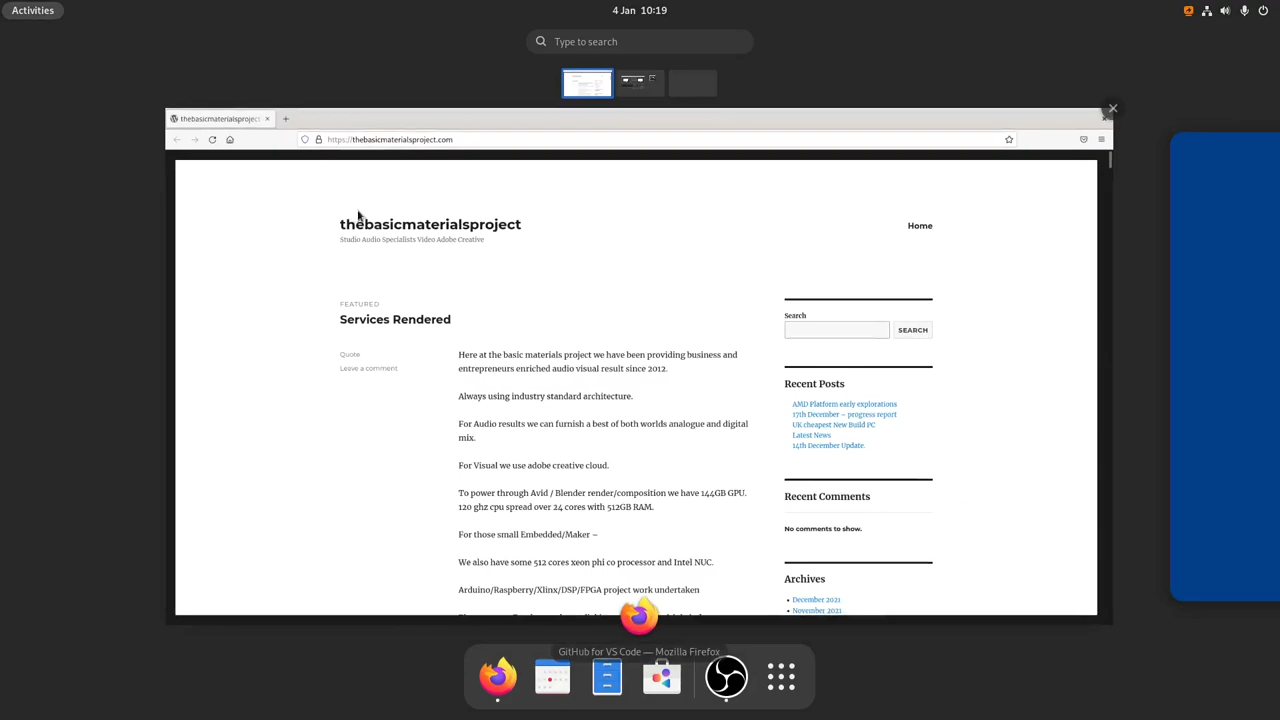 Activities
4 Jan 10:19
Type to search
thebasicmaterialsproject
https://thebasicmaterialsproject.com
thebasicmaterialsproject
Studio Audio Specialists Video Adobe Creative
Home
FEATURED
Services Rendered
Quote
Leave a comment
Here at the basic materials project we have been providing business and
entrepreneurs enriched audio visual result since 2012.
Always using industry standard architecture.
For Audio results we can furnish a best of both worlds analogue and digital
mix.
For Visual we use adobe creative cloud.
To power through Avid / Blender render/composition we have 144GB GPU.
120 ghz cpu spread over 24 cores with 512GB RAM.
For those small Embedded/Maker –
We also have some 512 cores xeon phi co processor and Intel NUC.
Arduino/Raspberry/Xlinx/DSP/FPGA project work undertaken
Search
SEARCH
Recent Posts
AMD Platform early explorations
17th December – progress report
UK cheapest New Build PC
Latest News
14th December Update.
Recent Comments
No comments to show.
Archives
December 2021
November 2021
GitHub for VS Code — Mozilla Firefox